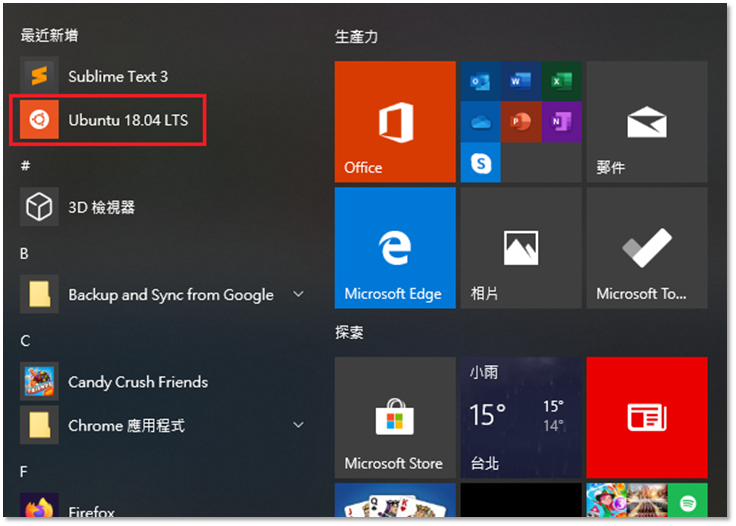 最近新增
Sublime Text 3
Ubuntu 18.04 LTS
#
3D 檢視器
B
Backup and Sync from Google
C
Candy Crush Friends
Chrome 應用程式
F
Firefox
生產力
Office
郵件
Microsoft Edge
相片
Microsoft To...
探索
Microsoft Store
小雨
15°
15°
14°
台北